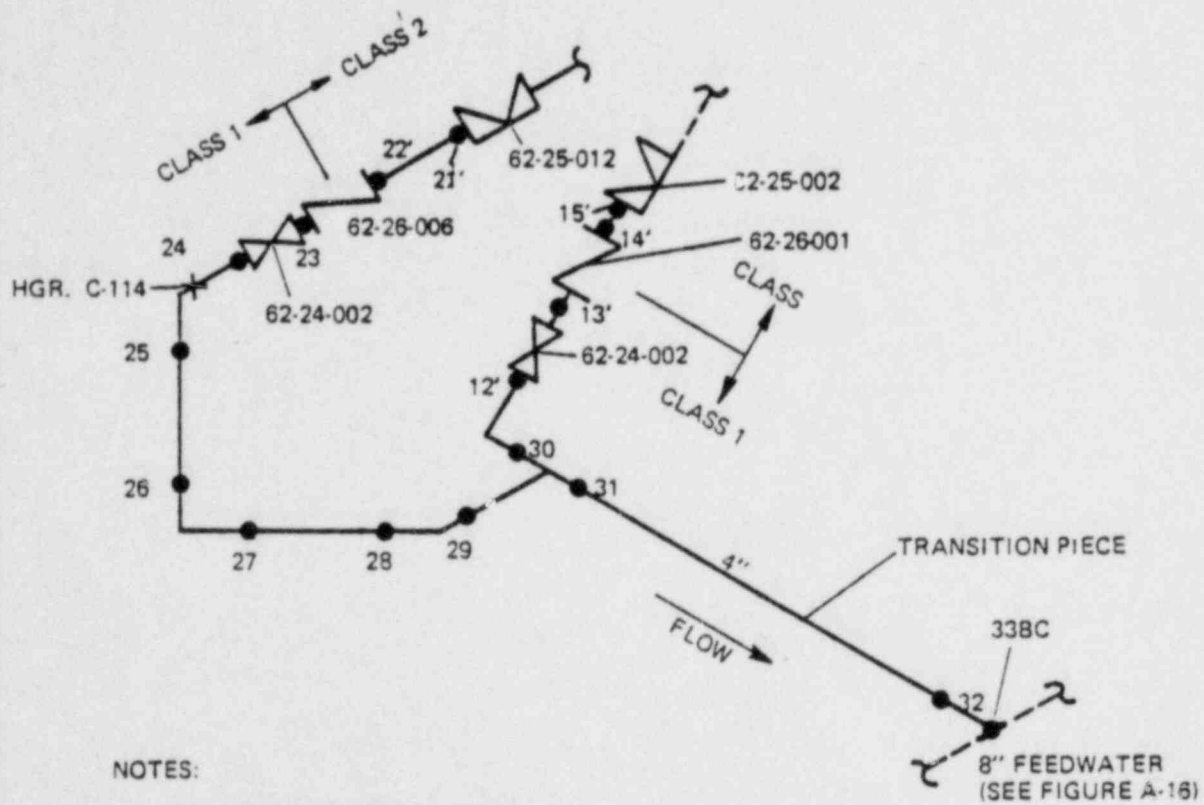 CLASS 2
CLASS 1
22'
21'
62-25-012
C2-25-002
15'
14'
62-26-006
62-26-001
24
23
HGR. C-114
62-24-002
CLASS
13'
25
62-24-002
12'
CLASS 1
30
26
31
29
27
28
4"
TRANSITION PIECE
FLOW
33BC
32
NOTES:
8" FEEDWATER
(SEE FIGURE A-16)